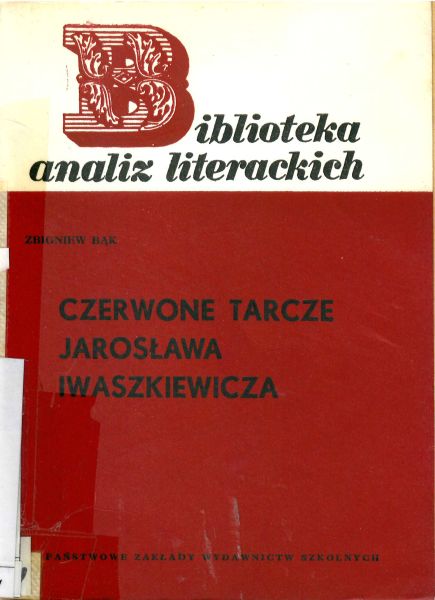 Biblioteka
analiz literackich
ZBIGNIEW BĄK
CZERWONE TARCZE
JAROSŁAWA
IWASZKIEWICZA
PAŃSTWOWE ZAKŁADY WYDAWNICTW SZKOLNYCH